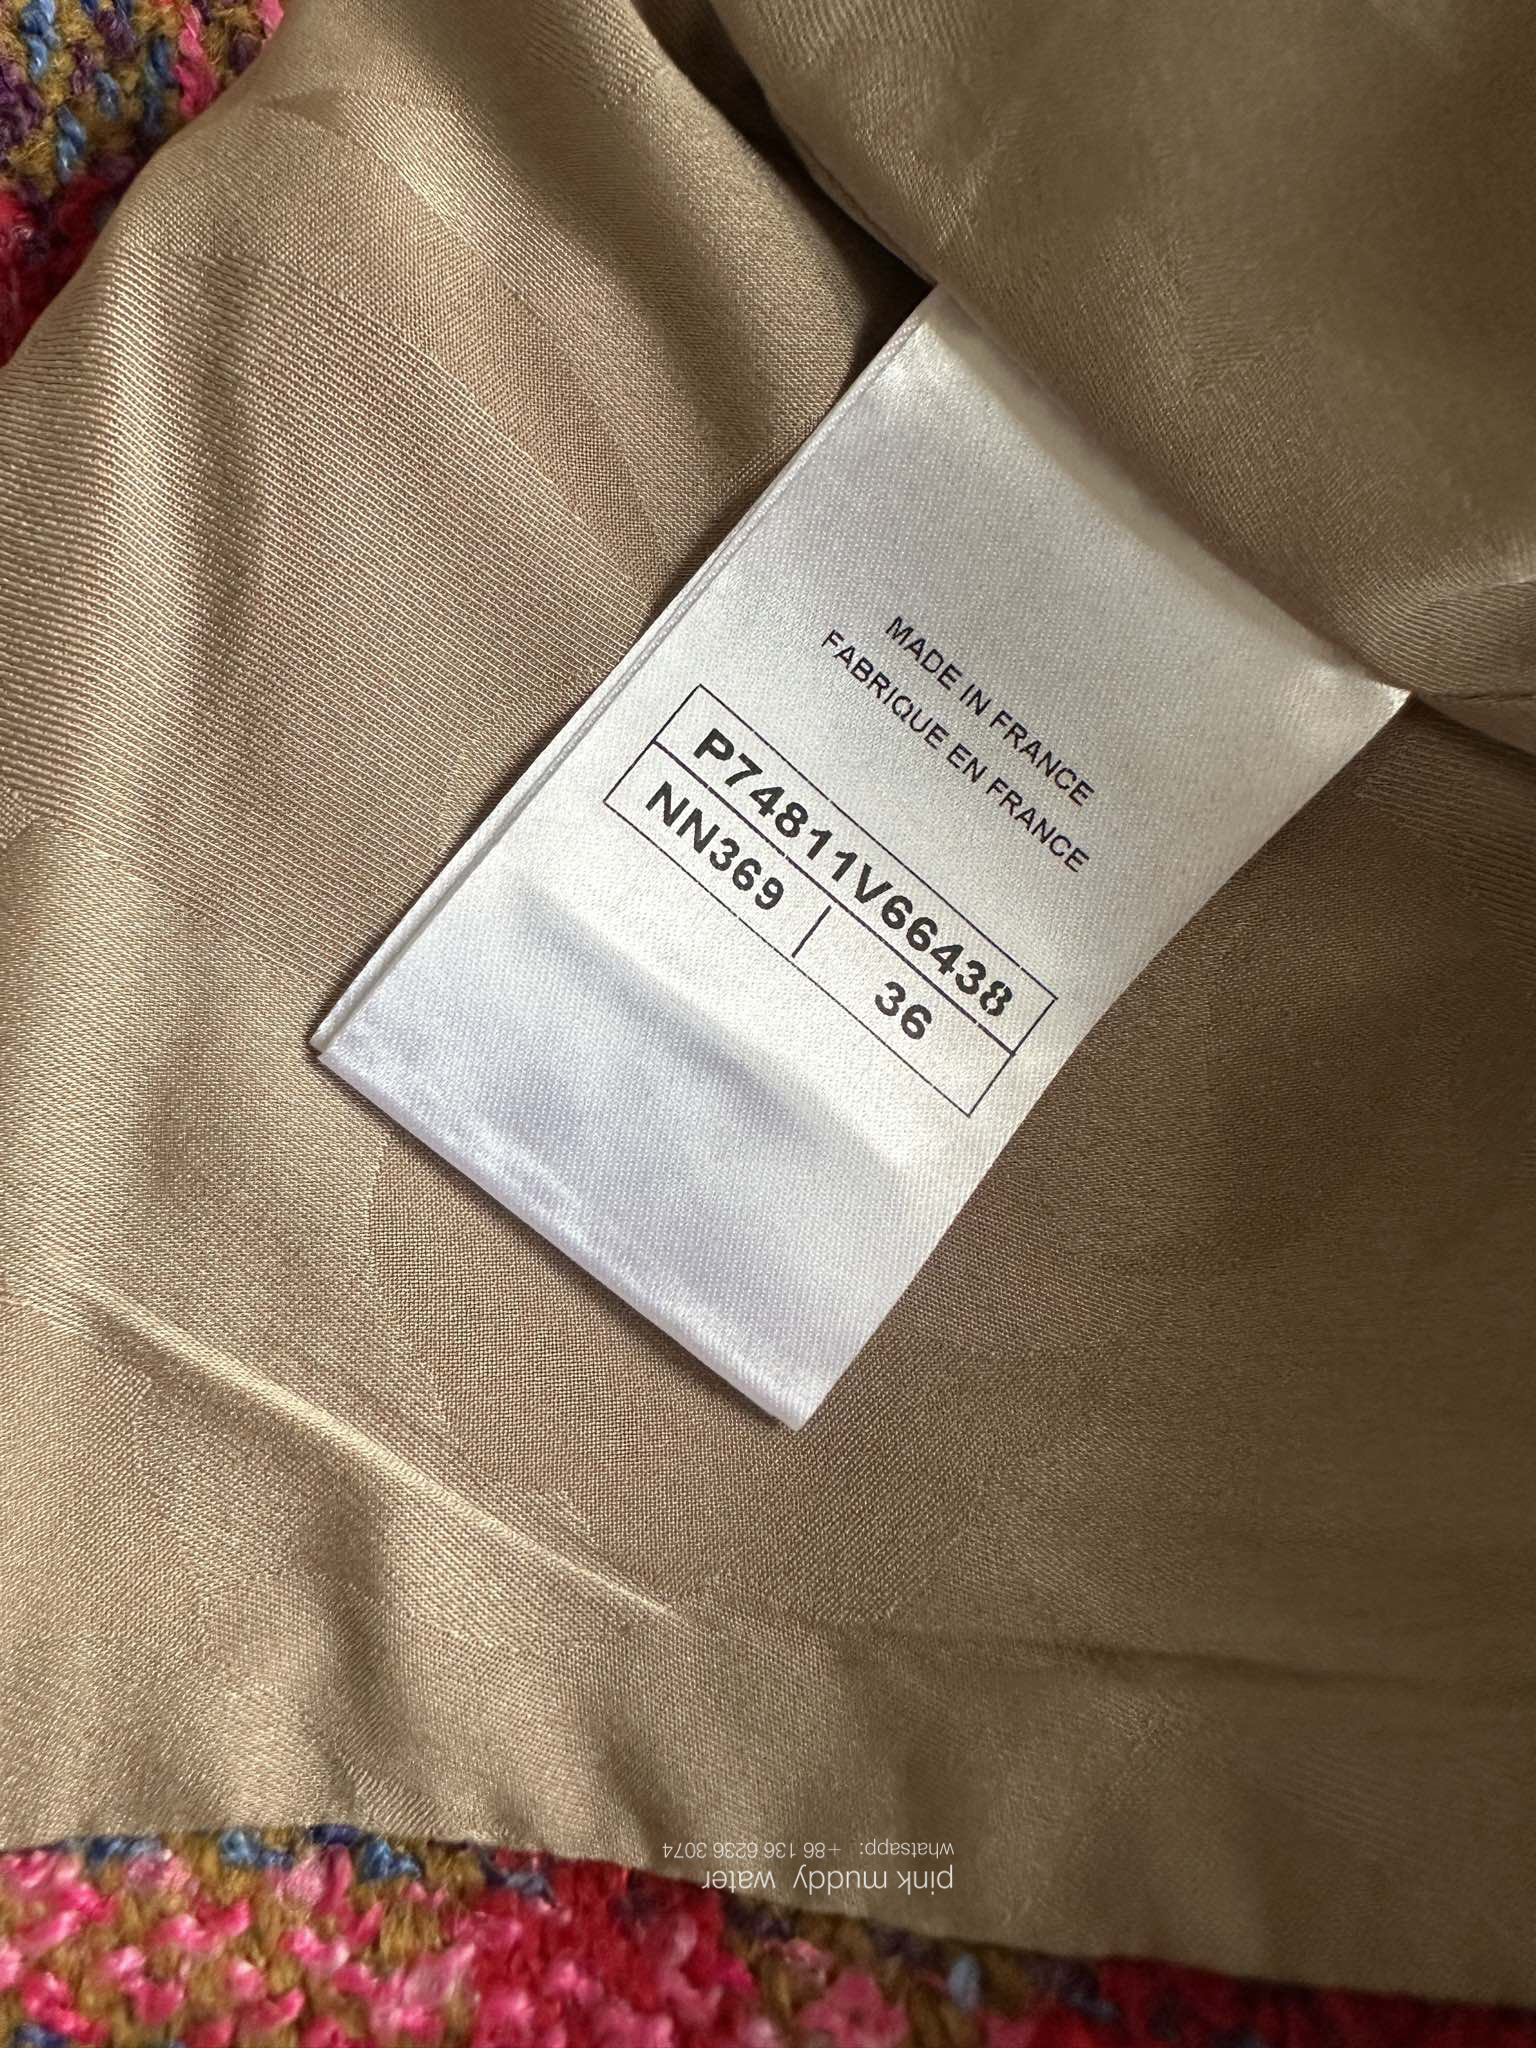 MADE IN FRANCE
FABRIQUE EN FRANCE
P74811V66438
NN369 36
pink muddy water
whatsapp: + 86 136 6236 3074